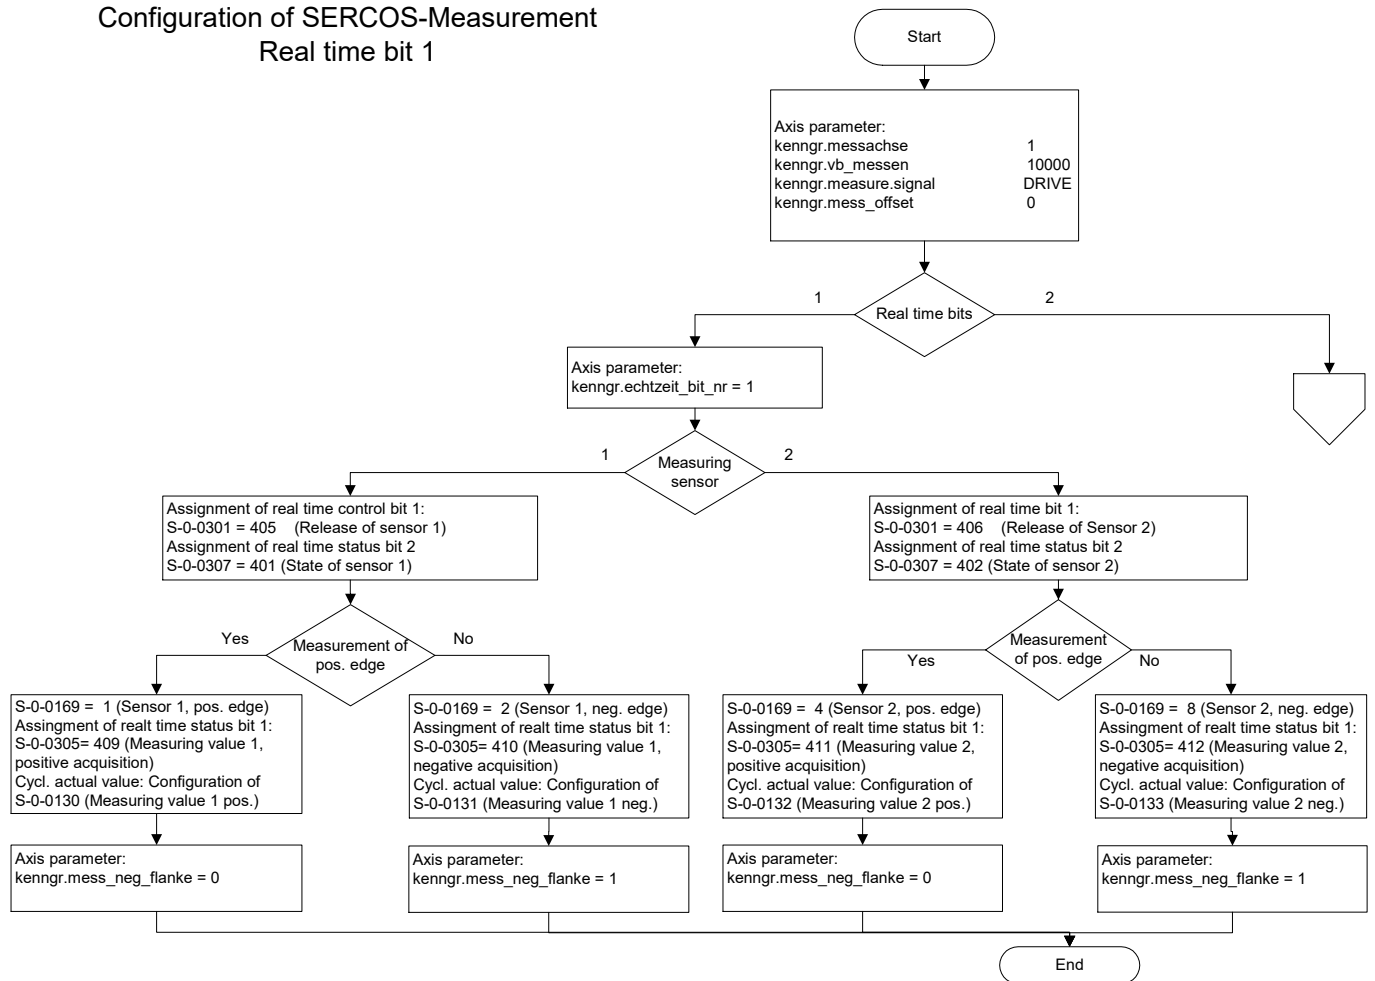 Configuration of SERCOS-Measurement
Real time bit 1
Start
Axis parameter:
kenngr.messachse 1
kenngr.vb_messen 10000
kenngr.measure.signal DRIVE
kenngr.mess_offset 0
1
Real time bits
2
Axis parameter:
kenngr.echtzeit_bit_nr = 1
1
Measuring
sensor
2
Assignment of real time control bit 1:
S-0-0301 = 405 (Release of sensor 1)
Assignment of real time status bit 2
S-0-0307 = 401 (State of sensor 1)
Assignment of real time bit 1:
S-0-0301 = 406 (Release of Sensor 2)
Assignment of real time status bit 2
S-0-0307 = 402 (State of sensor 2)
Yes
Measurement of
pos. edge
No
Yes
Measurement
of pos. edge
No
S-0-0169 = 1 (Sensor 1, pos. edge)
Assingment of realt time status bit 1:
S-0-0305= 409 (Measuring value 1,
positive acquisition)
Cycl. actual value: Configuration of
S-0-0130 (Measuring value 1 pos.)
S-0-0169 = 2 (Sensor 1, neg. edge)
Assingment of realt time status bit 1:
S-0-0305= 410 (Measuring value 1,
negative acquisition)
Cycl. actual value: Configuration of
S-0-0131 (Measuring value 1 neg.)
S-0-0169 = 4 (Sensor 2, pos. edge)
Assingment of realt time status bit 1:
S-0-0305= 411 (Measuring value 2,
positive acquisition)
Cycl. actual value: Configuration of
S-0-0132 (Measuring value 2 pos.)
S-0-0169 = 8 (Sensor 2, neg. edge)
Assingment of realt time status bit 1:
S-0-0305= 412 (Measuring value 2,
negative acquisition)
Cycl. actual value: Configuration of
S-0-0133 (Measuring value 2 neg.)
Axis parameter:
kenngr.mess_neg_flanke = 0
Axis parameter:
kenngr.mess_neg_flanke = 1
Axis parameter:
kenngr.mess_neg_flanke = 0
Axis parameter:
kenngr.mess_neg_flanke = 1
End